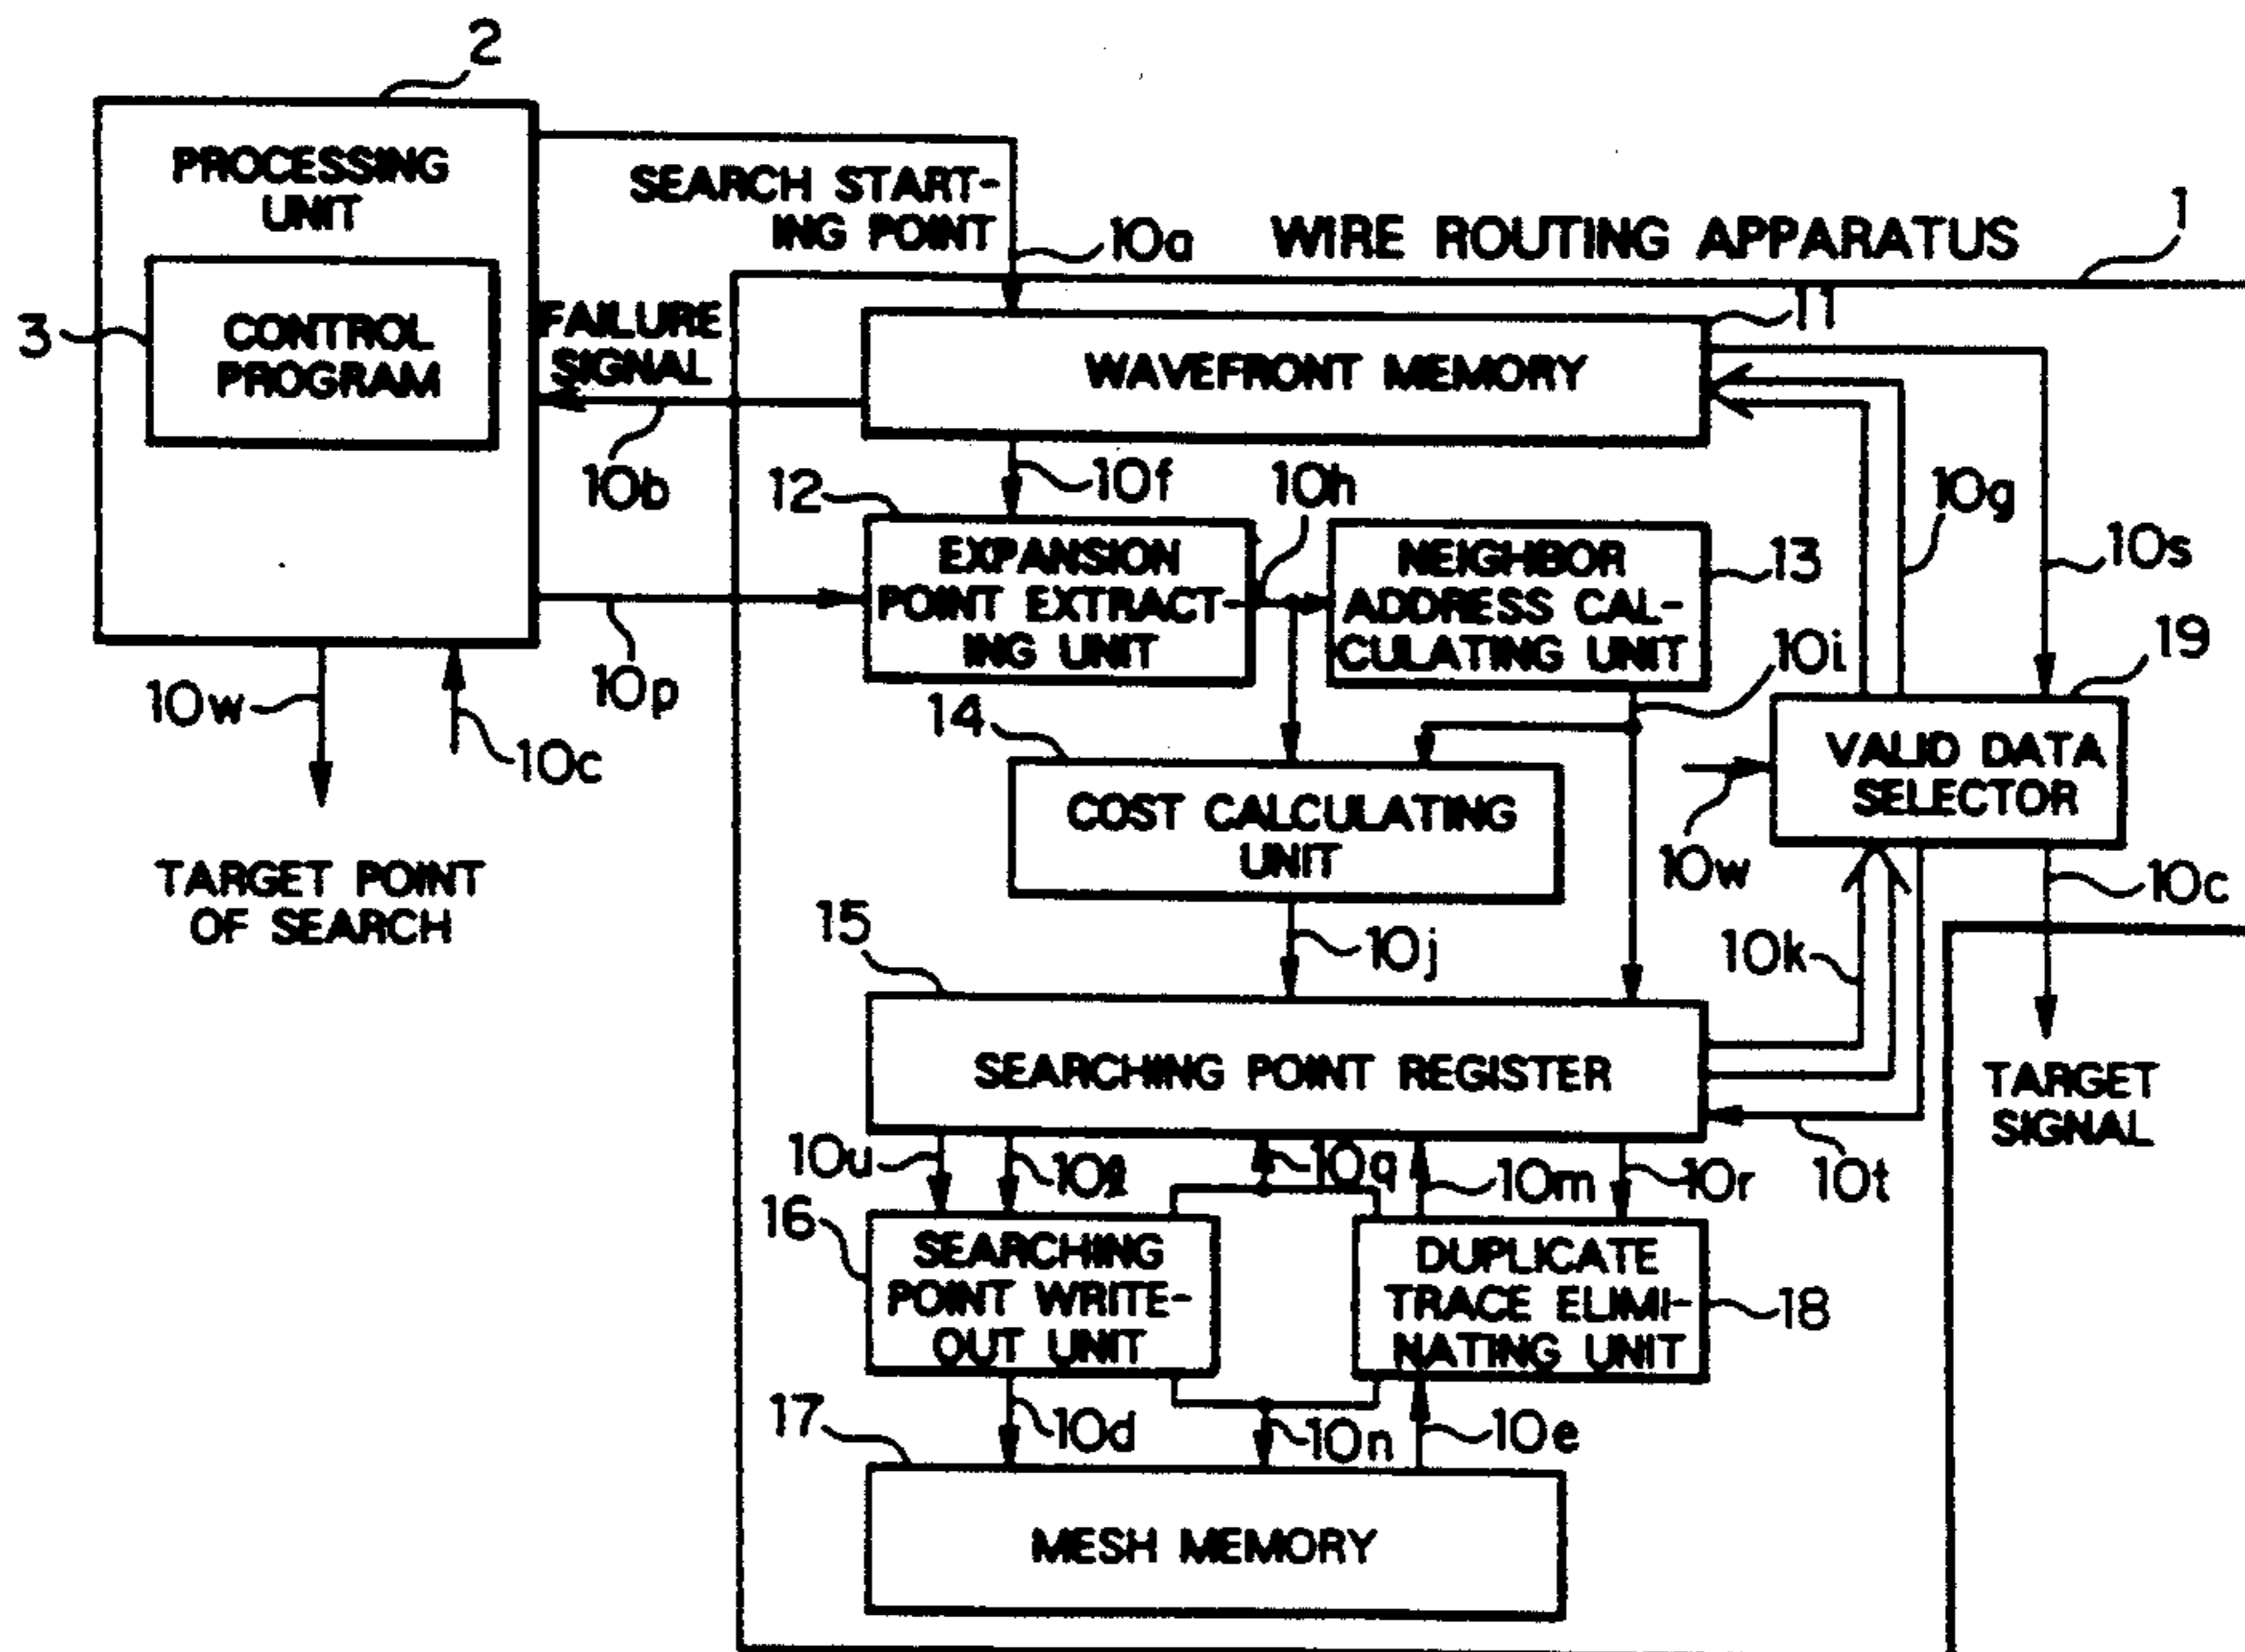 2
PROCESSING
UNIT
3
CONTROL
PROGRAM
SEARCH START-
ING POINT
10a
WIRE ROUTING APPARATUS
1
FAILURE
SIGNAL
10b
WAVEFRONT MEMORY
11
10f
10h
10g
10s
12
EXPANSION
POINT EXTRACT-
ING UNIT
NEIGHBOR
ADDRESS CAL-
CULATING UNIT
13
10i
19
10w
10c
10p
TARGET POINT
OF SEARCH
14
COST CALCULATING
UNIT
VALID DATA
SELECTOR
10w
10c
15
10j
10k
SEARCHING POINT REGISTER
TARGET
SIGNAL
10u
10ℓ
10q
10m
10r
10t
16
SEARCHING
POINT WRITE-
OUT UNIT
DUPLICATE
TRACE ELIMI-
NATING UNIT
18
17
10d
10n
10e
MESH MEMORY